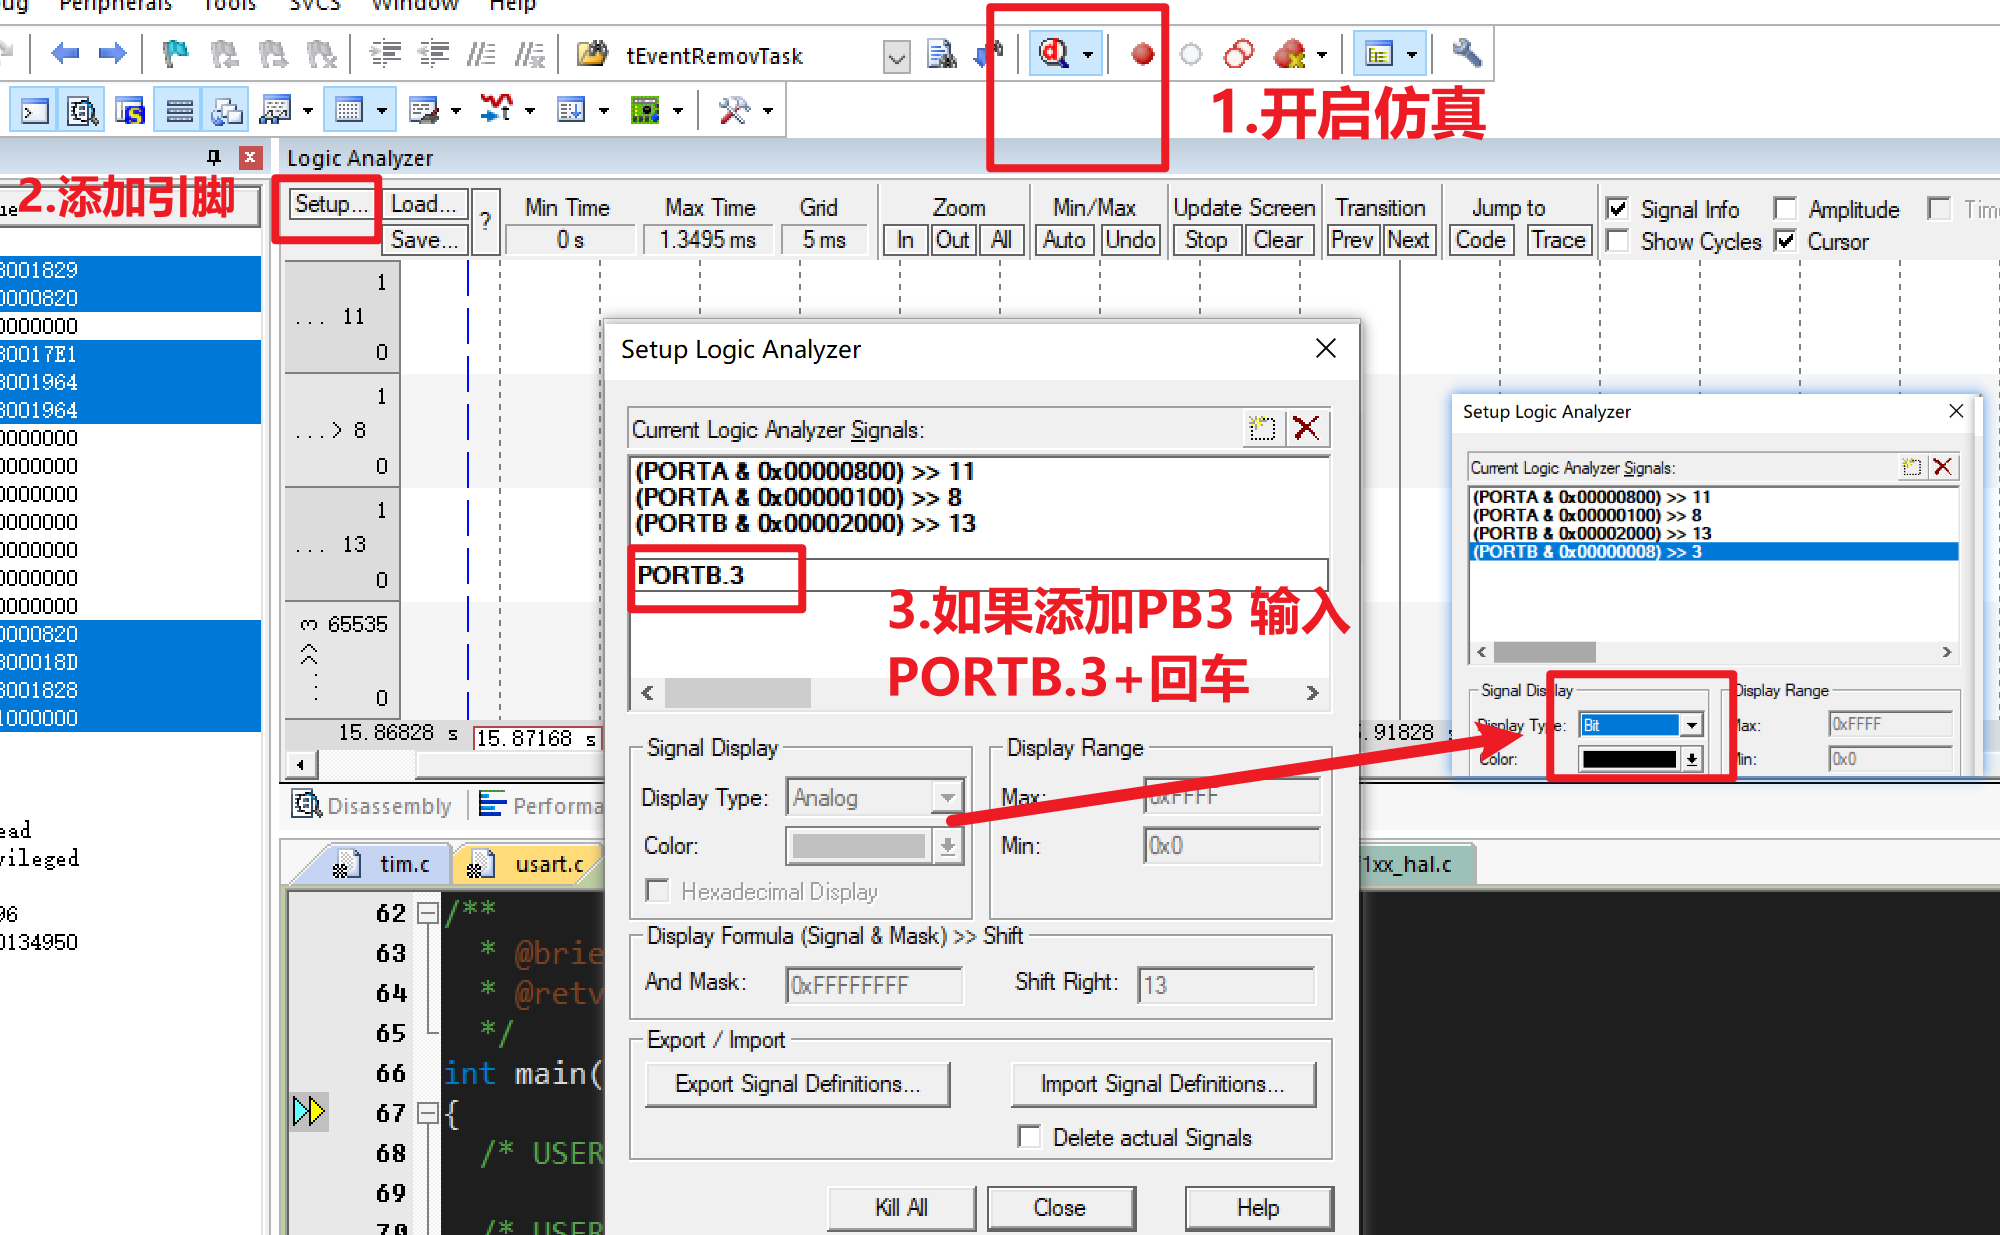 Peripherals Tools SVCS Window Help
tEventRemovTask
1.开启仿真
Logic Analyzer
2.添加引脚
Setup... Load... ? Min Time Max Time Grid Zoom Min/Max Update Screen Transition Jump to Signal Info Amplitude
Save... 0 s 1.3495 ms 5 ms In Out All Auto Undo Stop Clear Prev Next Code Trace Show Cycles Cursor
8001829
0000820
0000000
80017E1
8001964
8001964
0000000
0000000
0000000
0000000
0000000
0000000
0000000
0000820
800018D
8001828
1000000
1
... 11
0
1
...> 8
0
1
... 13
0
65535
3 >> ...
0
15.86828 s 15.87168 s 5.91828 s
Setup Logic Analyzer
Current Logic Analyzer Signals:
(PORTA & 0x00000800) >> 11
(PORTA & 0x00000100) >> 8
(PORTB & 0x00002000) >> 13
PORTB.3
3.如果添加PB3 输入
PORTB.3+回车
Signal Display
Display Type: Analog
Color:
Hexadecimal Display
Display Range
Max: 0xFFFF
Min: 0x0
Display Formula (Signal & Mask) >> Shift
And Mask: 0xFFFFFFFF Shift Right: 13
Export / Import
Export Signal Definitions... Import Signal Definitions...
Delete actual Signals
Kill All Close Help
Setup Logic Analyzer
Current Logic Analyzer Signals:
(PORTA & 0x00000800) >> 11
(PORTA & 0x00000100) >> 8
(PORTB & 0x00002000) >> 13
(PORTB & 0x00000008) >> 3
Signal Display Display Range
Display Type: Bit Max: 0xFFFF
Color: Min: 0x0
Disassembly Performa
ead
vileged
96
0134950
tim.c usart.c 1xx_hal.c
62 /**
63 * @brie
64 * @retv
65 */
66 int main(
67 {
68 /* USER
69
70 /* USER